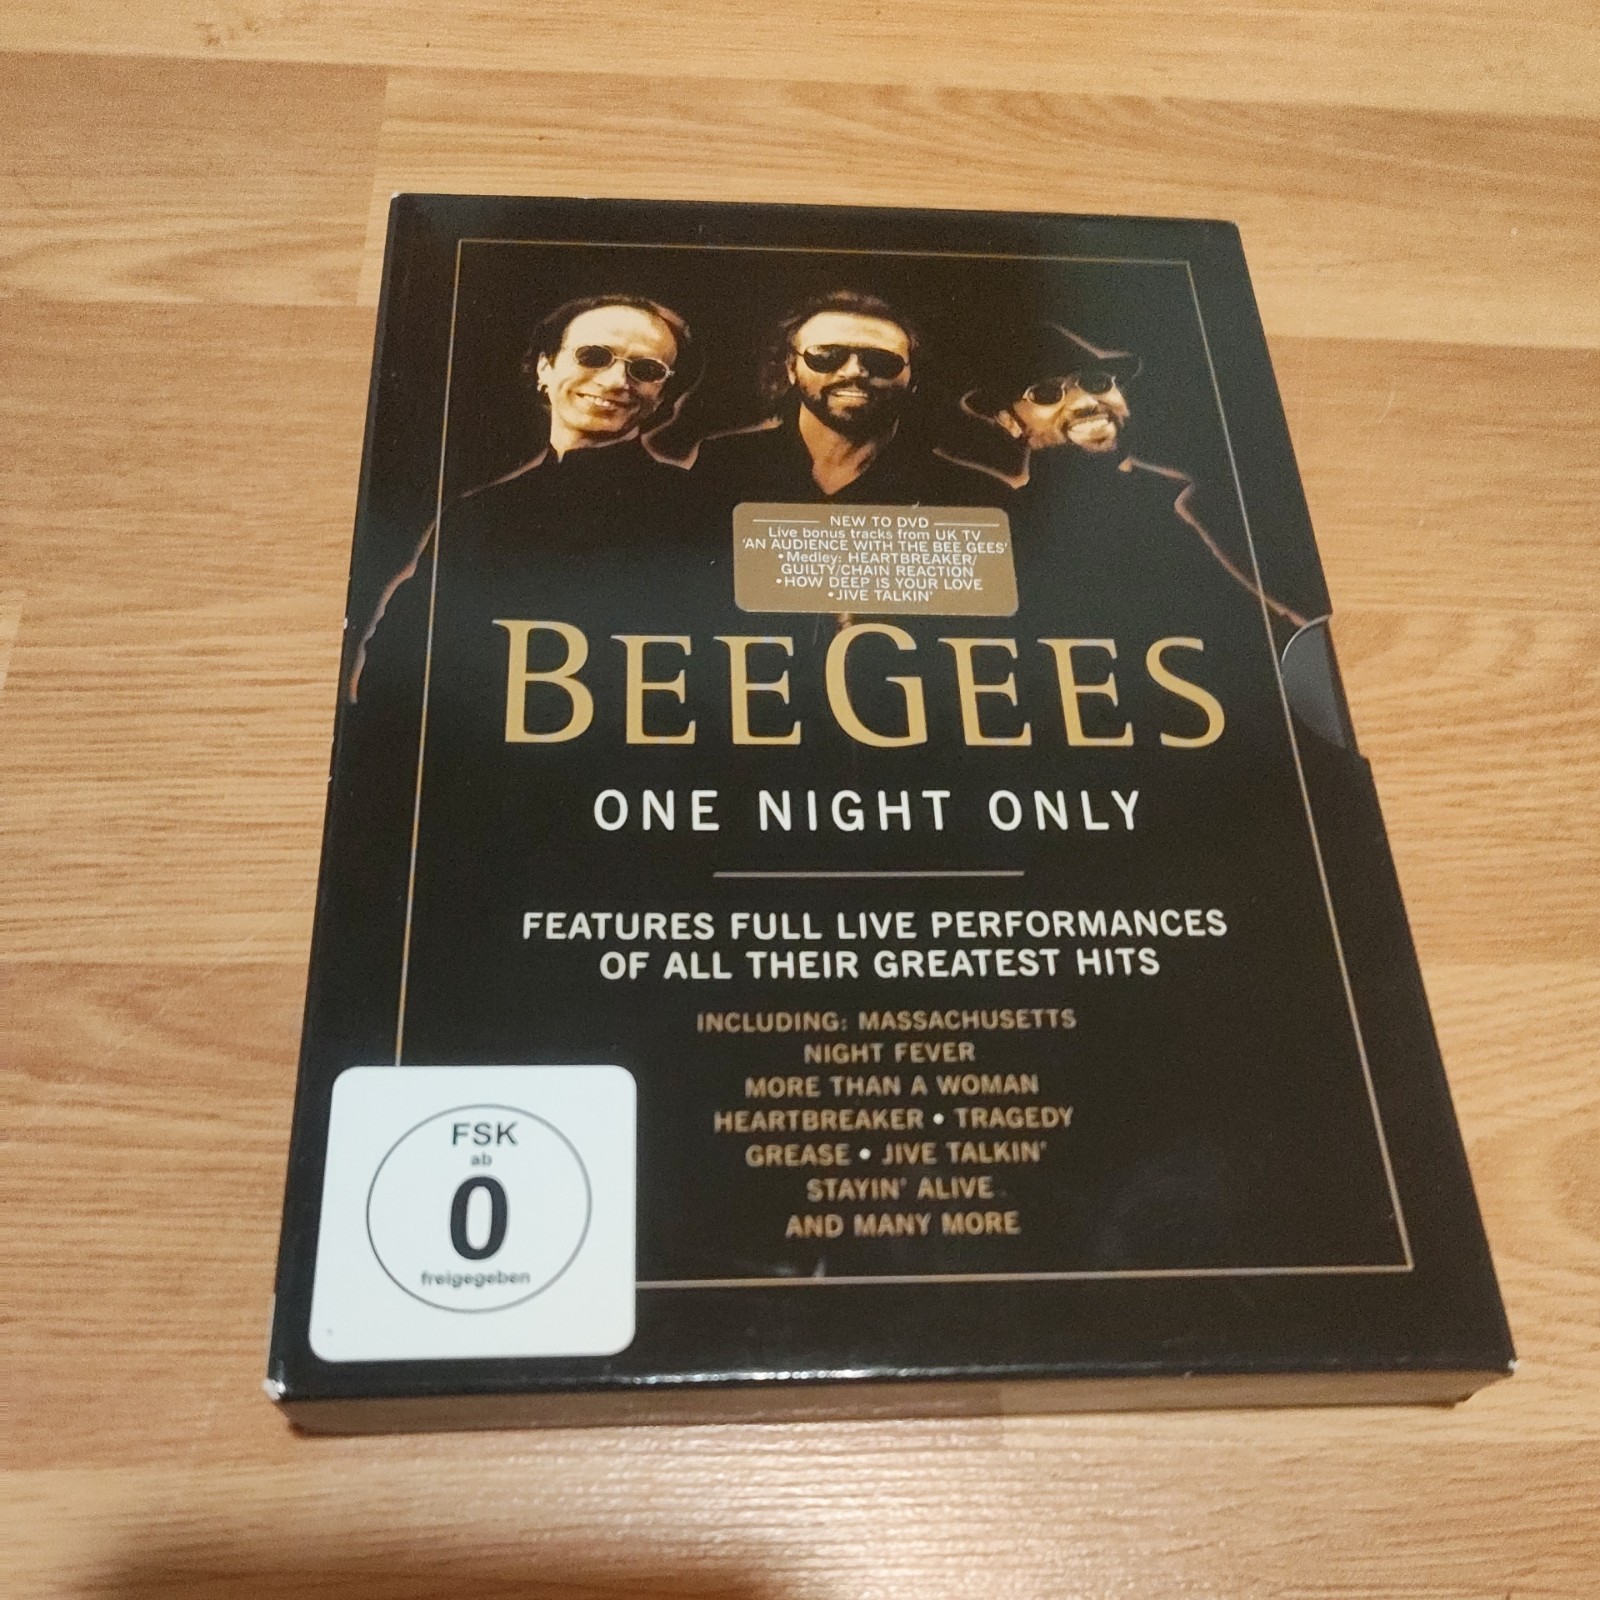 NEW TO DVD
Live bonus tracks from UK TV
'AN AUDIENCE WITH THE BEE GEES'
•Medley: HEARTBREAKER/
GUILTY/CHAIN REACTION
•HOW DEEP IS YOUR LOVE
•JIVE TALKIN'
BEEGEES
ONE NIGHT ONLY
FEATURES FULL LIVE PERFORMANCES
OF ALL THEIR GREATEST HITS
INCLUDING: MASSACHUSETTS
NIGHT FEVER
MORE THAN A WOMAN
HEARTBREAKER • TRAGEDY
GREASE • JIVE TALKIN'
STAYIN' ALIVE
AND MANY MORE
FSK
ab
0
freigegeben